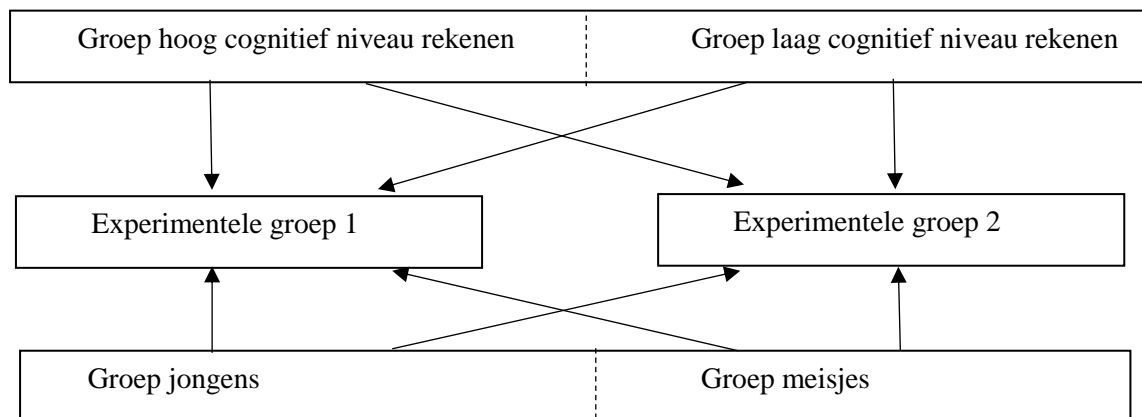 Groep hoog cognitief niveau rekenen
Groep laag cognitief niveau rekenen
Experimentele groep 1
Experimentele groep 2
Groep jongens
Groep meisjes